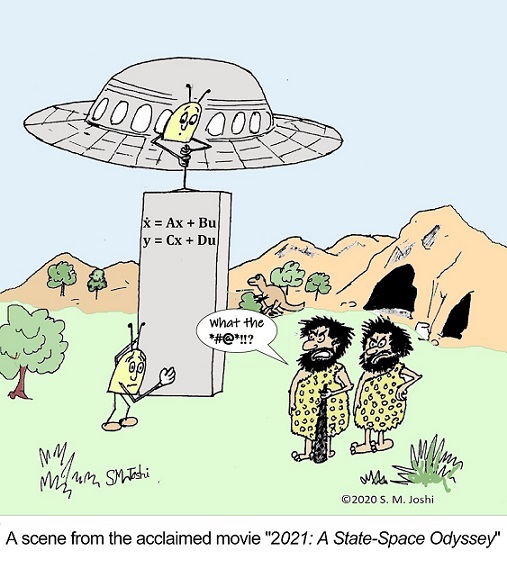 ẋ = Ax + Bu
y = Cx + Du
What the
*#@*!!?
SMJoshi
©2020 S. M. Joshi
A scene from the acclaimed movie "2021: A State-Space Odyssey"